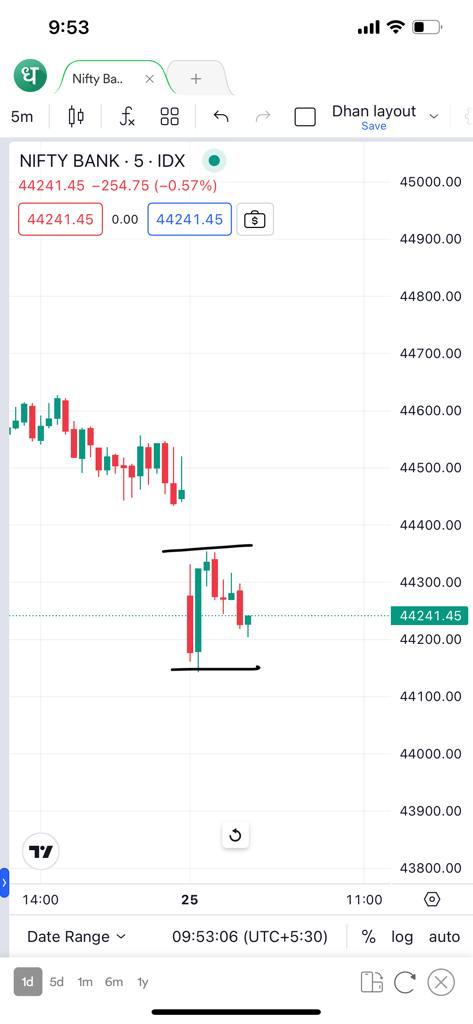 9:53
ध
Nifty Ba.. × +
5m fx Dhan layout
Save
NIFTY BANK · 5 · IDX
44241.45 −254.75 (−0.57%)
44241.45 0.00 44241.45
45000.00
44900.00
44800.00
44700.00
44600.00
44500.00
44400.00
44300.00
44241.45
44200.00
44100.00
44000.00
43900.00
43800.00
14:00 25 11:00
Date Range 09:53:06 (UTC+5:30) % log auto
1d 5d 1m 6m 1y